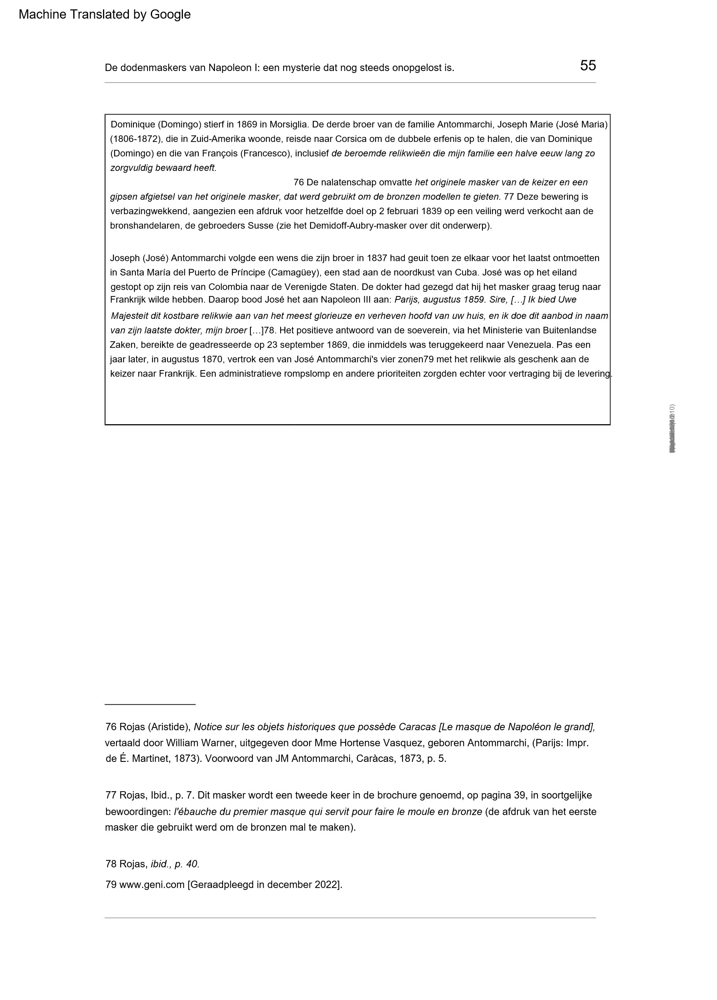 Machine Translated by Google
De dodenmaskers van Napoleon I: een mysterie dat nog steeds onopgelost is.
55
Dominique (Domingo) stierf in 1869 in Morsiglia. De derde broer van de familie Antommarchi, Joseph Marie (José Maria)
(1806-1872), die in Zuid-Amerika woonde, reisde naar Corsica om de dubbele erfenis op te halen, die van Dominique
(Domingo) en die van François (Francesco), inclusief de beroemde relikwieën die mijn familie een halve eeuw lang zo
zorgvuldig bewaard heeft.
76 De nalatenschap omvatte het originele masker van de keizer en een
gipsen afgietsel van het originele masker, dat werd gebruikt om de bronzen modellen te gieten. 77 Deze bewering is
verbazingwekkend, aangezien een afdruk voor hetzelfde doel op 2 februari 1839 op een veiling werd verkocht aan de
bronshandelaren, de gebroeders Susse (zie het Demidoff-Aubry-masker over dit onderwerp).
Joseph (José) Antommarchi volgde een wens die zijn broer in 1837 had geuit toen ze elkaar voor het laatst ontmoetten
in Santa María del Puerto de Príncipe (Camagüey), een stad aan de noordkust van Cuba. José was op het eiland
gestopt op zijn reis van Colombia naar de Verenigde Staten. De dokter had gezegd dat hij het masker graag terug naar
Frankrijk wilde hebben. Daarop bood José het aan Napoleon III aan: Parijs, augustus 1859. Sire, […] Ik bied Uwe
Majesteit dit kostbare relikwie aan van het meest glorieuze en verheven hoofd van uw huis, en ik doe dit aanbod in naam
van zijn laatste dokter, mijn broer […]78. Het positieve antwoord van de soeverein, via het Ministerie van Buitenlandse
Zaken, bereikte de geadresseerde op 23 september 1869, die inmiddels was teruggekeerd naar Venezuela. Pas een
jaar later, in augustus 1870, vertrok een van José Antommarchi's vier zonen79 met het relikwie als geschenk aan de
keizer naar Frankrijk. Een administratieve rompslomp en andere prioriteiten zorgden echter voor vertraging bij de levering.
76 Rojas (Aristide), Notice sur les objets historiques que possède Caracas [Le masque de Napoléon le grand],
vertaald door William Warner, uitgegeven door Mme Hortense Vasquez, geboren Antommarchi, (Parijs: Impr.
de É. Martinet, 1873). Voorwoord van JM Antommarchi, Caràcas, 1873, p. 5.
77 Rojas, Ibid., p. 7. Dit masker wordt een tweede keer in de brochure genoemd, op pagina 39, in soortgelijke
bewoordingen: l'ébauche du premier masque qui servit pour faire le moule en bronze (de afdruk van het eerste
masker die gebruikt werd om de bronzen mal te maken).
78 Rojas, ibid., p. 40.
79 www.geni.com [Geraadpleegd in december 2022].